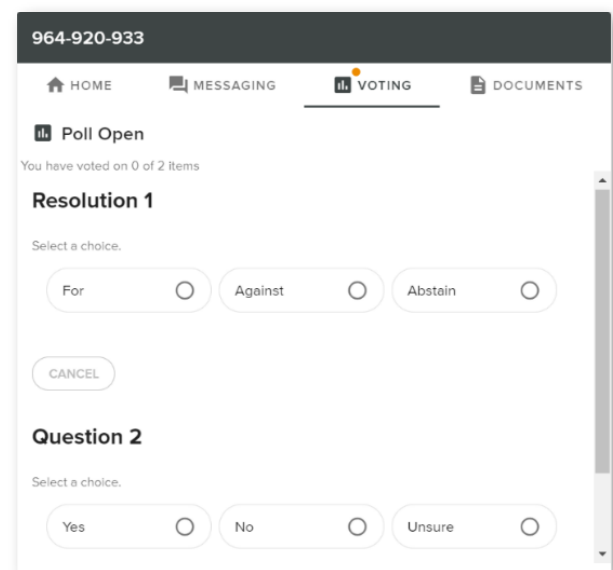 964-920-933
HOME MESSAGING VOTING DOCUMENTS
Poll Open
You have voted on 0 of 2 items
Resolution 1
Select a choice.
For Against Abstain
CANCEL
Question 2
Select a choice.
Yes No Unsure